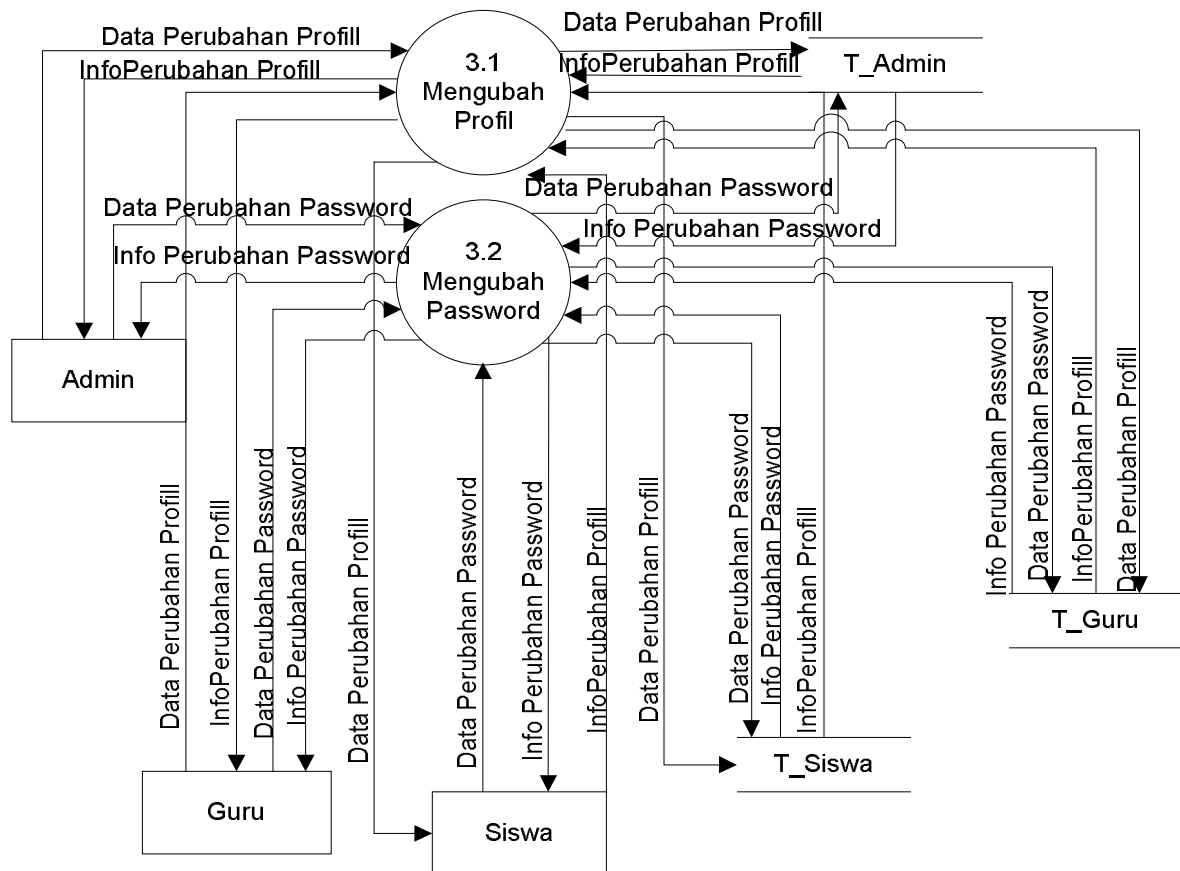 Data Perubahan Profill
Data Perubahan Profill
InfoPerubahan Profill
InfoPerubahan Profill
3.1
Mengubah
Profil
T_Admin
Data Perubahan Password
Data Perubahan Password
Info Perubahan Password
Info Perubahan Password
3.2
Mengubah
Password
Admin
Data Perubahan Profill
InfoPerubahan Profill
Data Perubahan Password
Info Perubahan Password
Data Perubahan Profill
Data Perubahan Password
Info Perubahan Password
InfoPerubahan Profill
Data Perubahan Profill
Data Perubahan Password
Info Perubahan Password
InfoPerubahan Profill
Info Perubahan Password
Data Perubahan Password
InfoPerubahan Profill
Data Perubahan Profill
T_Guru
T_Siswa
Guru
Siswa